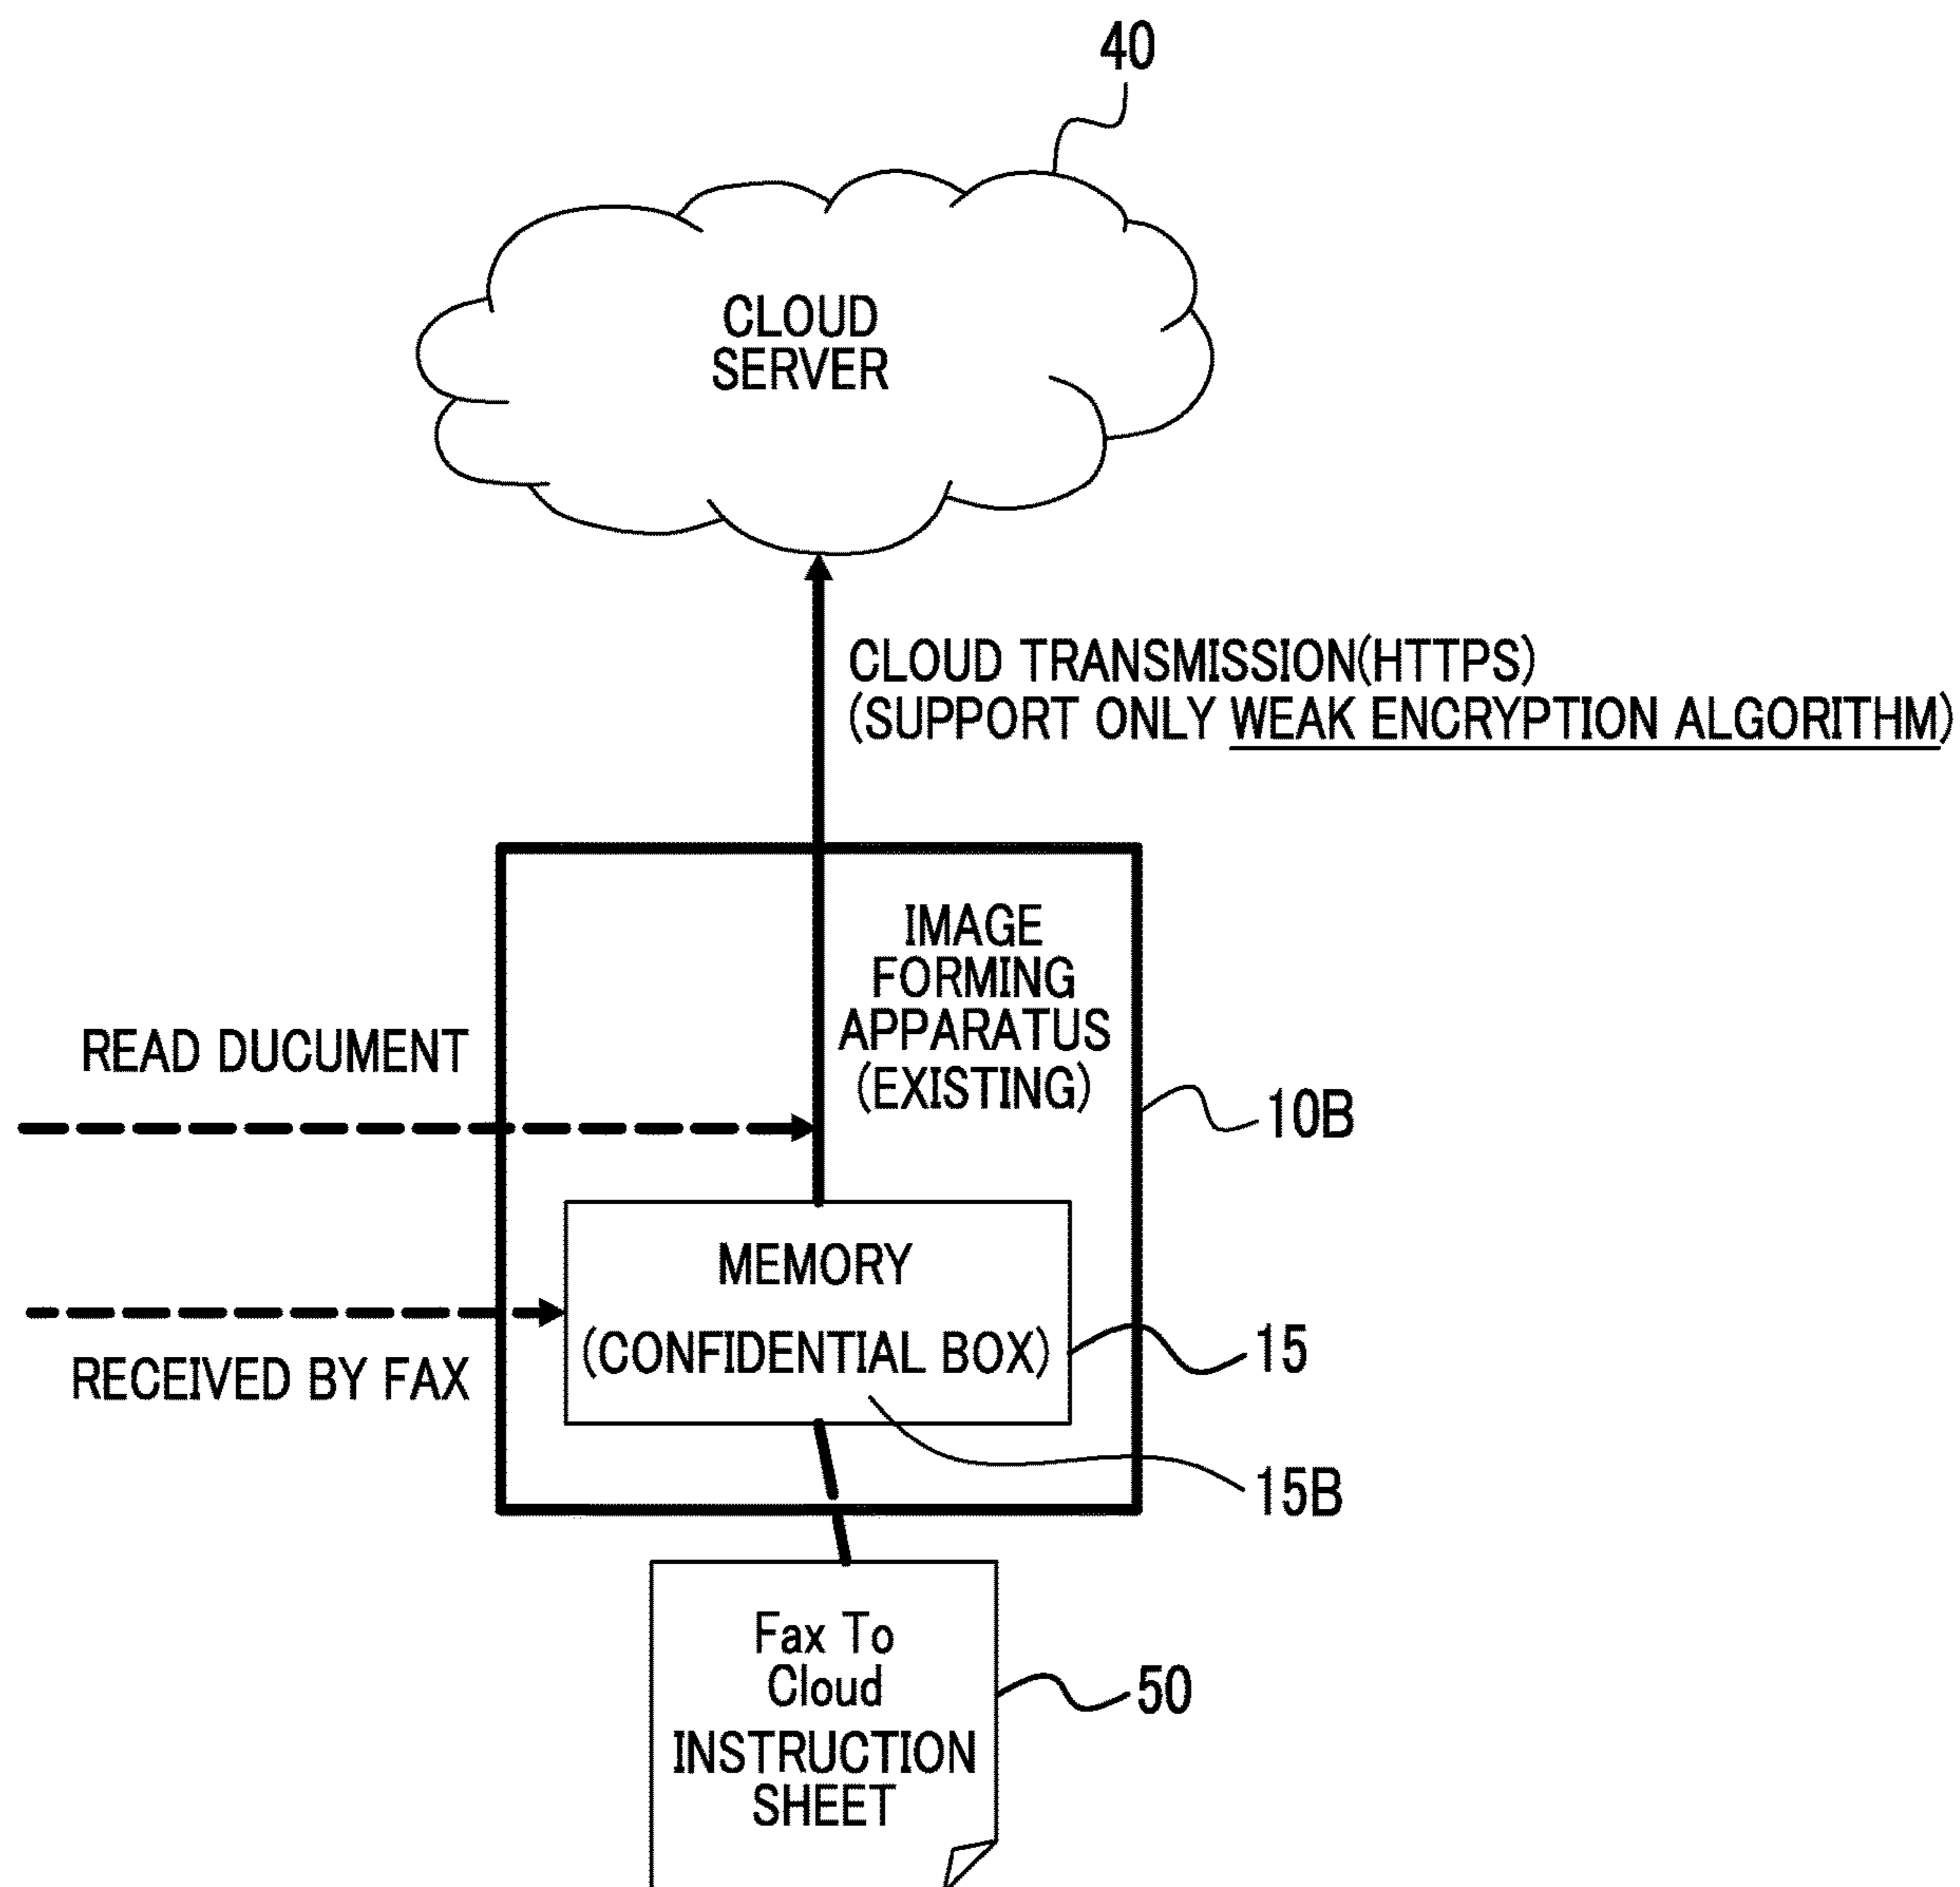 40
CLOUD
SERVER
CLOUD TRANSMISSION(HTTPS)
(SUPPORT ONLY WEAK ENCRYPTION ALGORITHM)
IMAGE
FORMING
APPARATUS
(EXISTING)
READ DUCUMENT
10B
MEMORY
(CONFIDENTIAL BOX)
15
RECEIVED BY FAX
15B
Fax To
Cloud
INSTRUCTION
SHEET
50